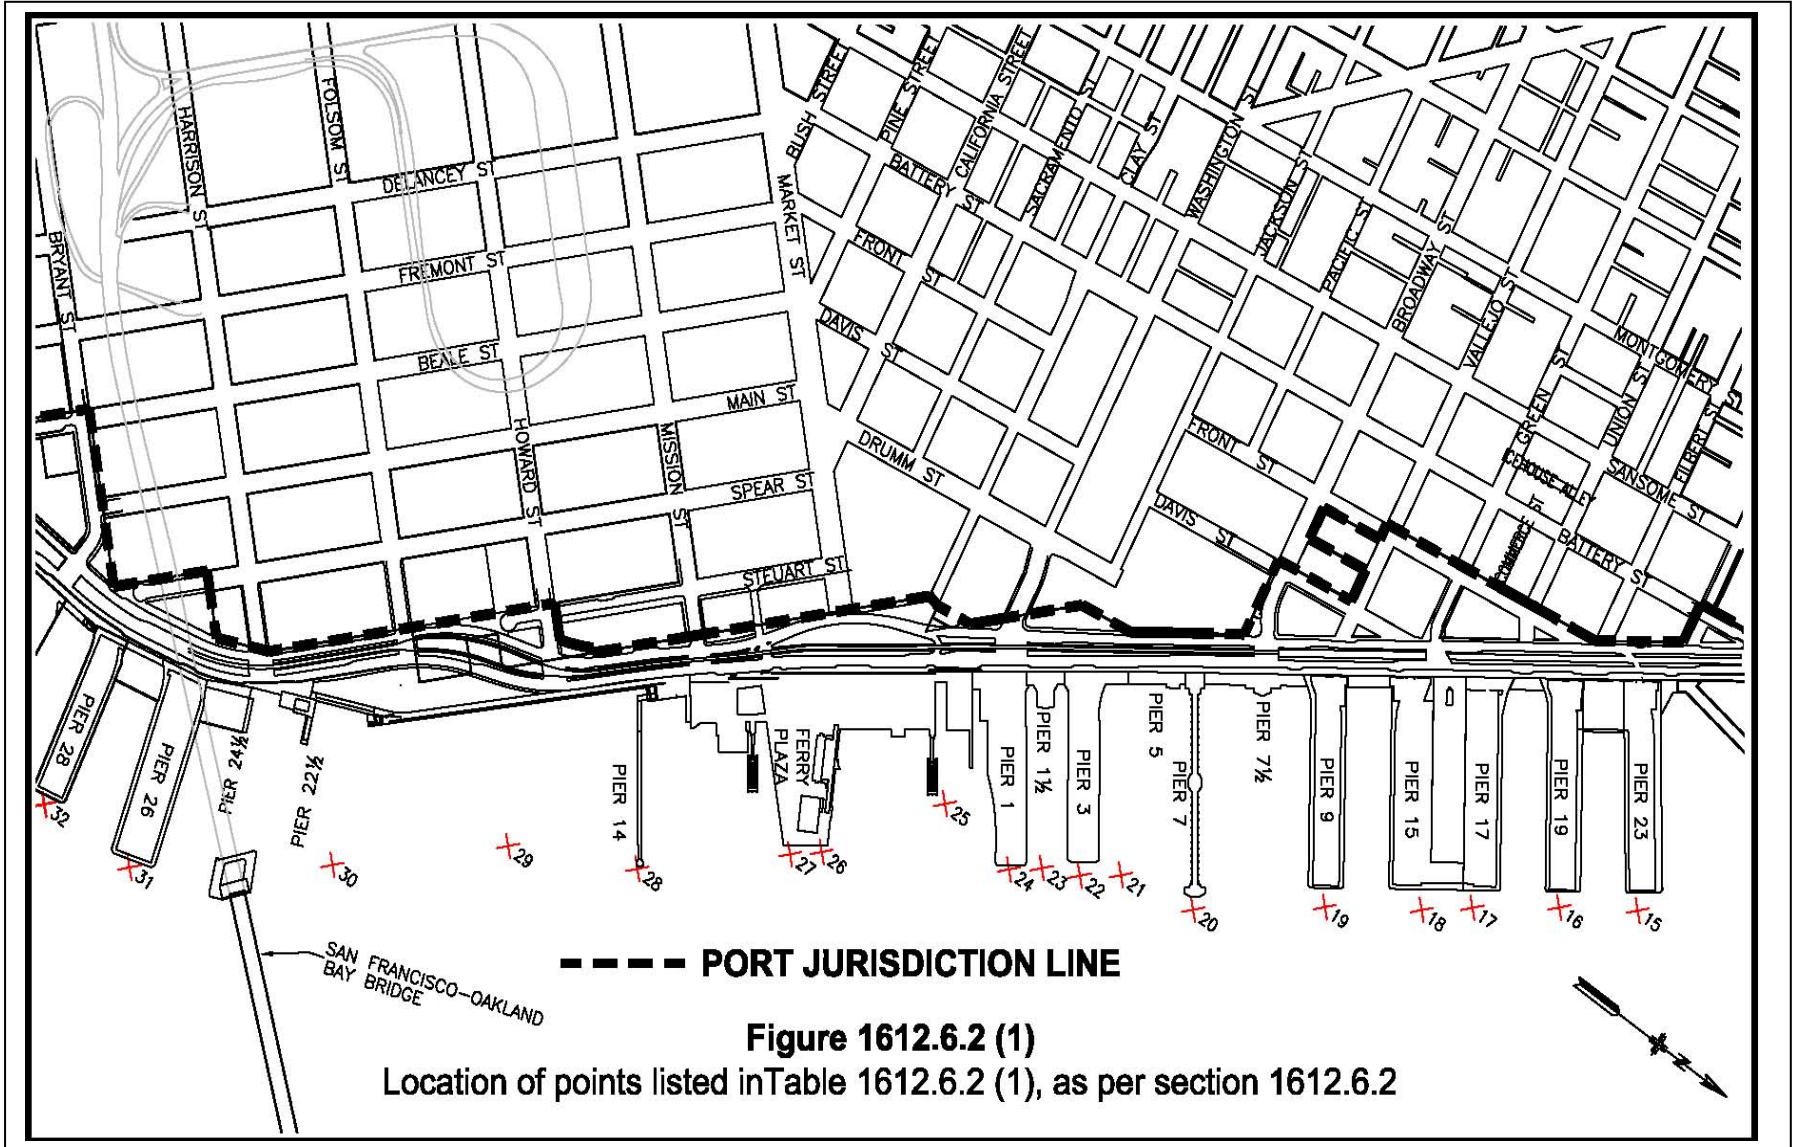 HARRISON ST
FOLSOM ST
BRYANT ST
DELANCEY ST
FREMONT ST
BEALE ST
MAIN ST
SPEAR ST
STEUART ST
HOWARD ST
MISSION ST
MARKET ST
BUSH STREET
PINE STREET
CALIFORNIA STREET
SACRAMENTO ST
CLAY ST
WASHINGTON ST
JACKSON ST
PACIFIC ST
BROADWAY ST
VALLEJO ST
GREEN ST
UNION ST
FILBERT ST
MONTGOMERY ST
SANSOME ST
BATTERY ST
ICEHOUSE ALLEY
COMMERCE ST
BATTERY ST
FRONT ST
DAVIS ST
DRUMM ST
FRONT ST
DAVIS ST
PIER 28
PIER 26
PIER 24½
PIER 22½
PIER 14
FERRY
PLAZA
PIER 1
PIER 1½
PIER 3
PIER 5
PIER 7
PIER 7½
PIER 9
PIER 15
PIER 17
PIER 19
PIER 23
32
31
30
29
28
27
26
25
24
23
22
21
20
19
18
17
16
15
SAN FRANCISCO-OAKLAND
BAY BRIDGE
PORT JURISDICTION LINE
N
Figure 1612.6.2 (1)
Location of points listed inTable 1612.6.2 (1), as per section 1612.6.2